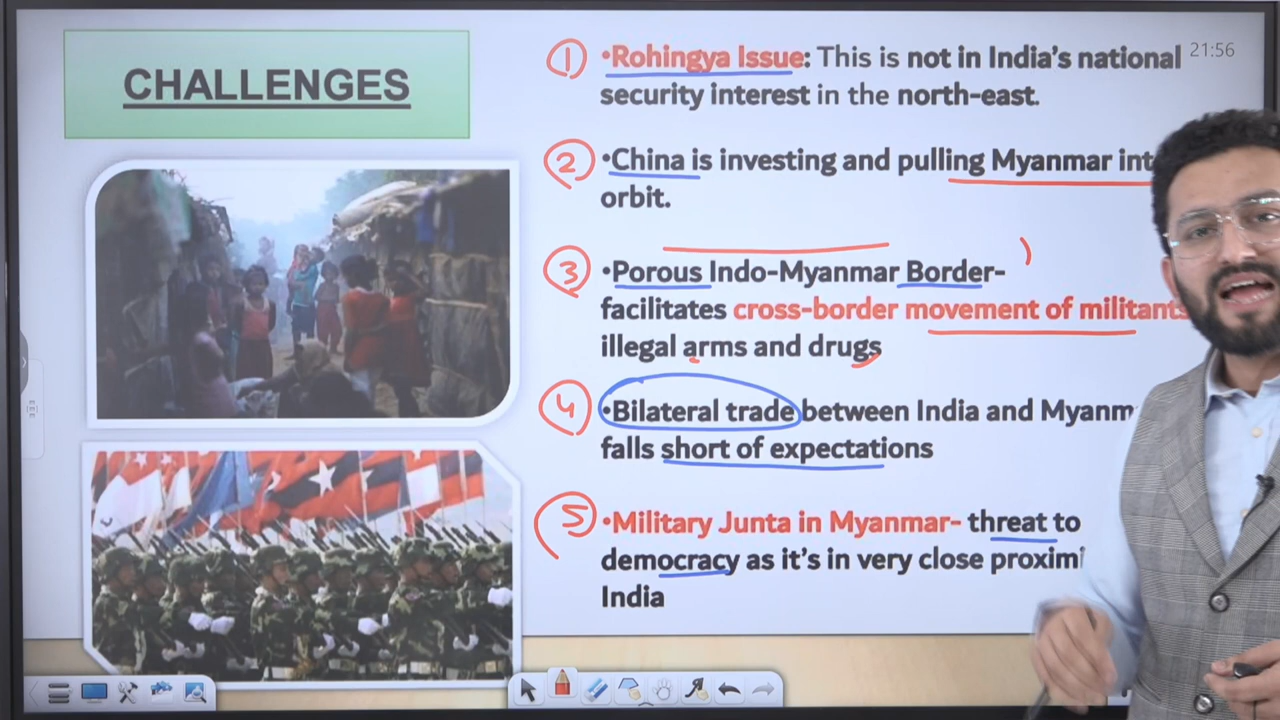 CHALLENGES
21:56
1 •Rohingya Issue: This is not in India's national
security interest in the north-east.
2 •China is investing and pulling Myanmar
orbit.
3 •Porous Indo-Myanmar Border-
facilitates cross-border movement of militants
illegal arms and drugs
4 •Bilateral trade between India and
falls short of expectations
5 •Military Junta in Myanmar- threat to
democracy as it's in very close
India